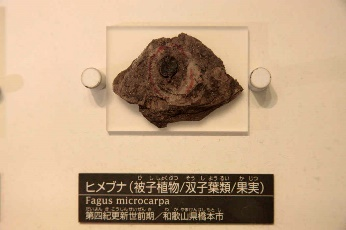 ヒメブナ(被子植物/双子葉類/果実)
Fagus microcarpa
第四紀更新世前期/和歌山県橋本市